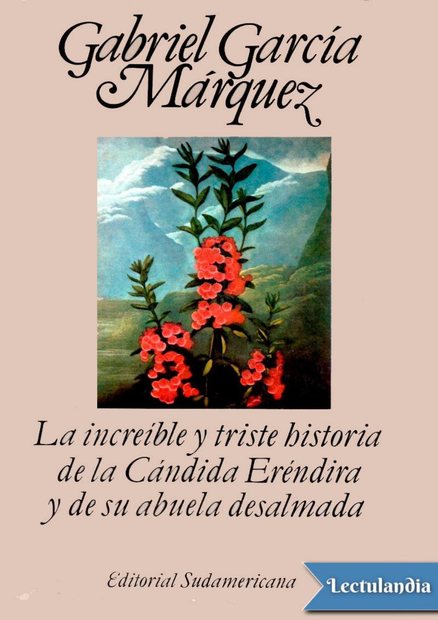 Gabriel García
Márquez
La increíble y triste historia
de la Cándida Eréndira
y de su abuela desalmada
Editorial Sudamericana
Lectulandia